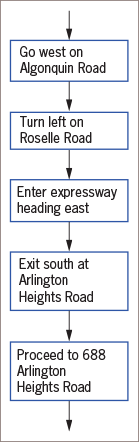 Go west on
Algonquin Road
Turn left on
Roselle Road
Enter expressway
heading east
Exit south at
Arlington
Heights Road
Proceed to 688
Arlington
Heights Road